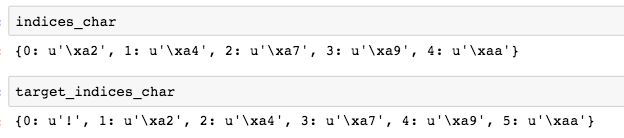 indices_char
{0: u'\xa2', 1: u'\xa4', 2: u'\xa7', 3: u'\xa9', 4: u'\xaa'}
target_indices_char
{0: u'!', 1: u'\xa2', 2: u'\xa4', 3: u'\xa7', 4: u'\xa9', 5: u'\xaa'}